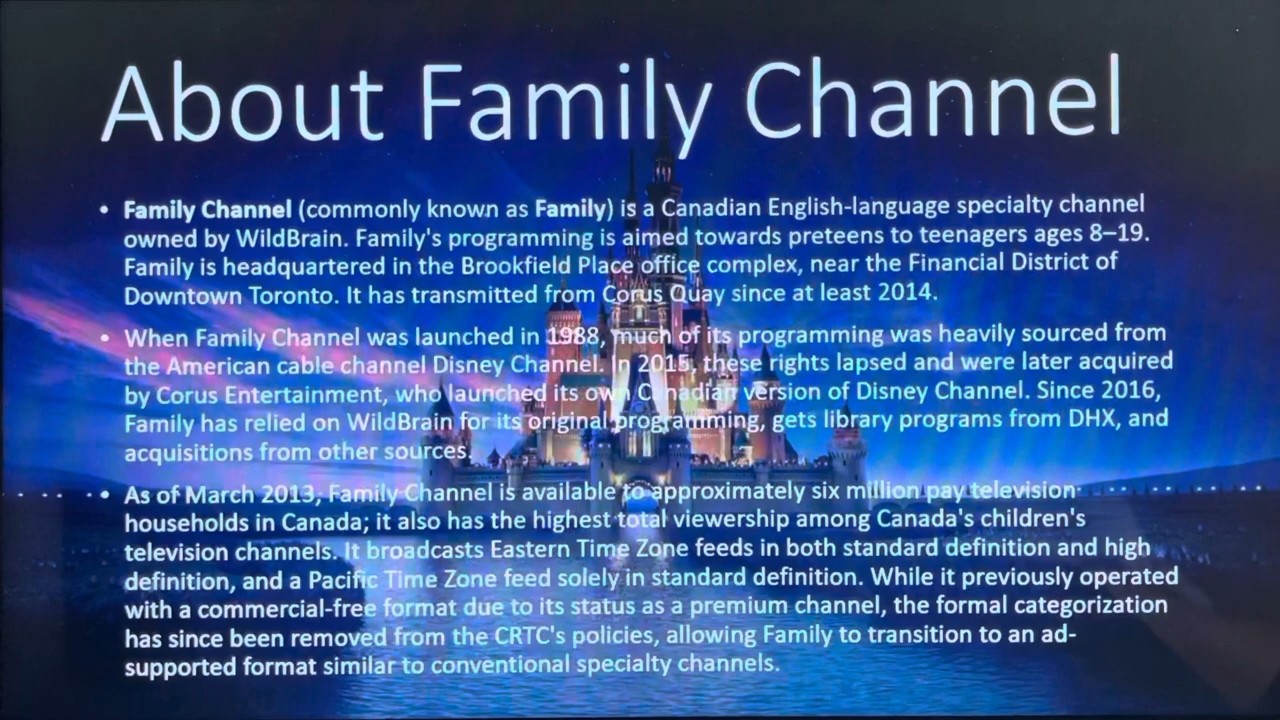 About Family Channel
• Family Channel (commonly known as Family) is a Canadian English-language specialty channel
owned by WildBrain. Family's programming is aimed towards preteens to teenagers ages 8–19.
Family is headquartered in the Brookfield Place office complex, near the Financial District of
Downtown Toronto. It has transmitted from Corus Quay since at least 2014.
• When Family Channel was launched in 1988, much of its programming was heavily sourced from
the American cable channel Disney Channel. In 2015, these rights lapsed and were later acquired
by Corus Entertainment, who launched its own Canadian version of Disney Channel. Since 2016,
Family has relied on WildBrain for its original programming, gets library programs from DHX, and
acquisitions from other sources.
• As of March 2013, Family Channel is available to approximately six million pay television
households in Canada; it also has the highest total viewership among Canada's children's
television channels. It broadcasts Eastern Time Zone feeds in both standard definition and high
definition, and a Pacific Time Zone feed solely in standard definition. While it previously operated
with a commercial-free format due to its status as a premium channel, the formal categorization
has since been removed from the CRTC's policies, allowing Family to transition to an ad-
supported format similar to conventional specialty channels.